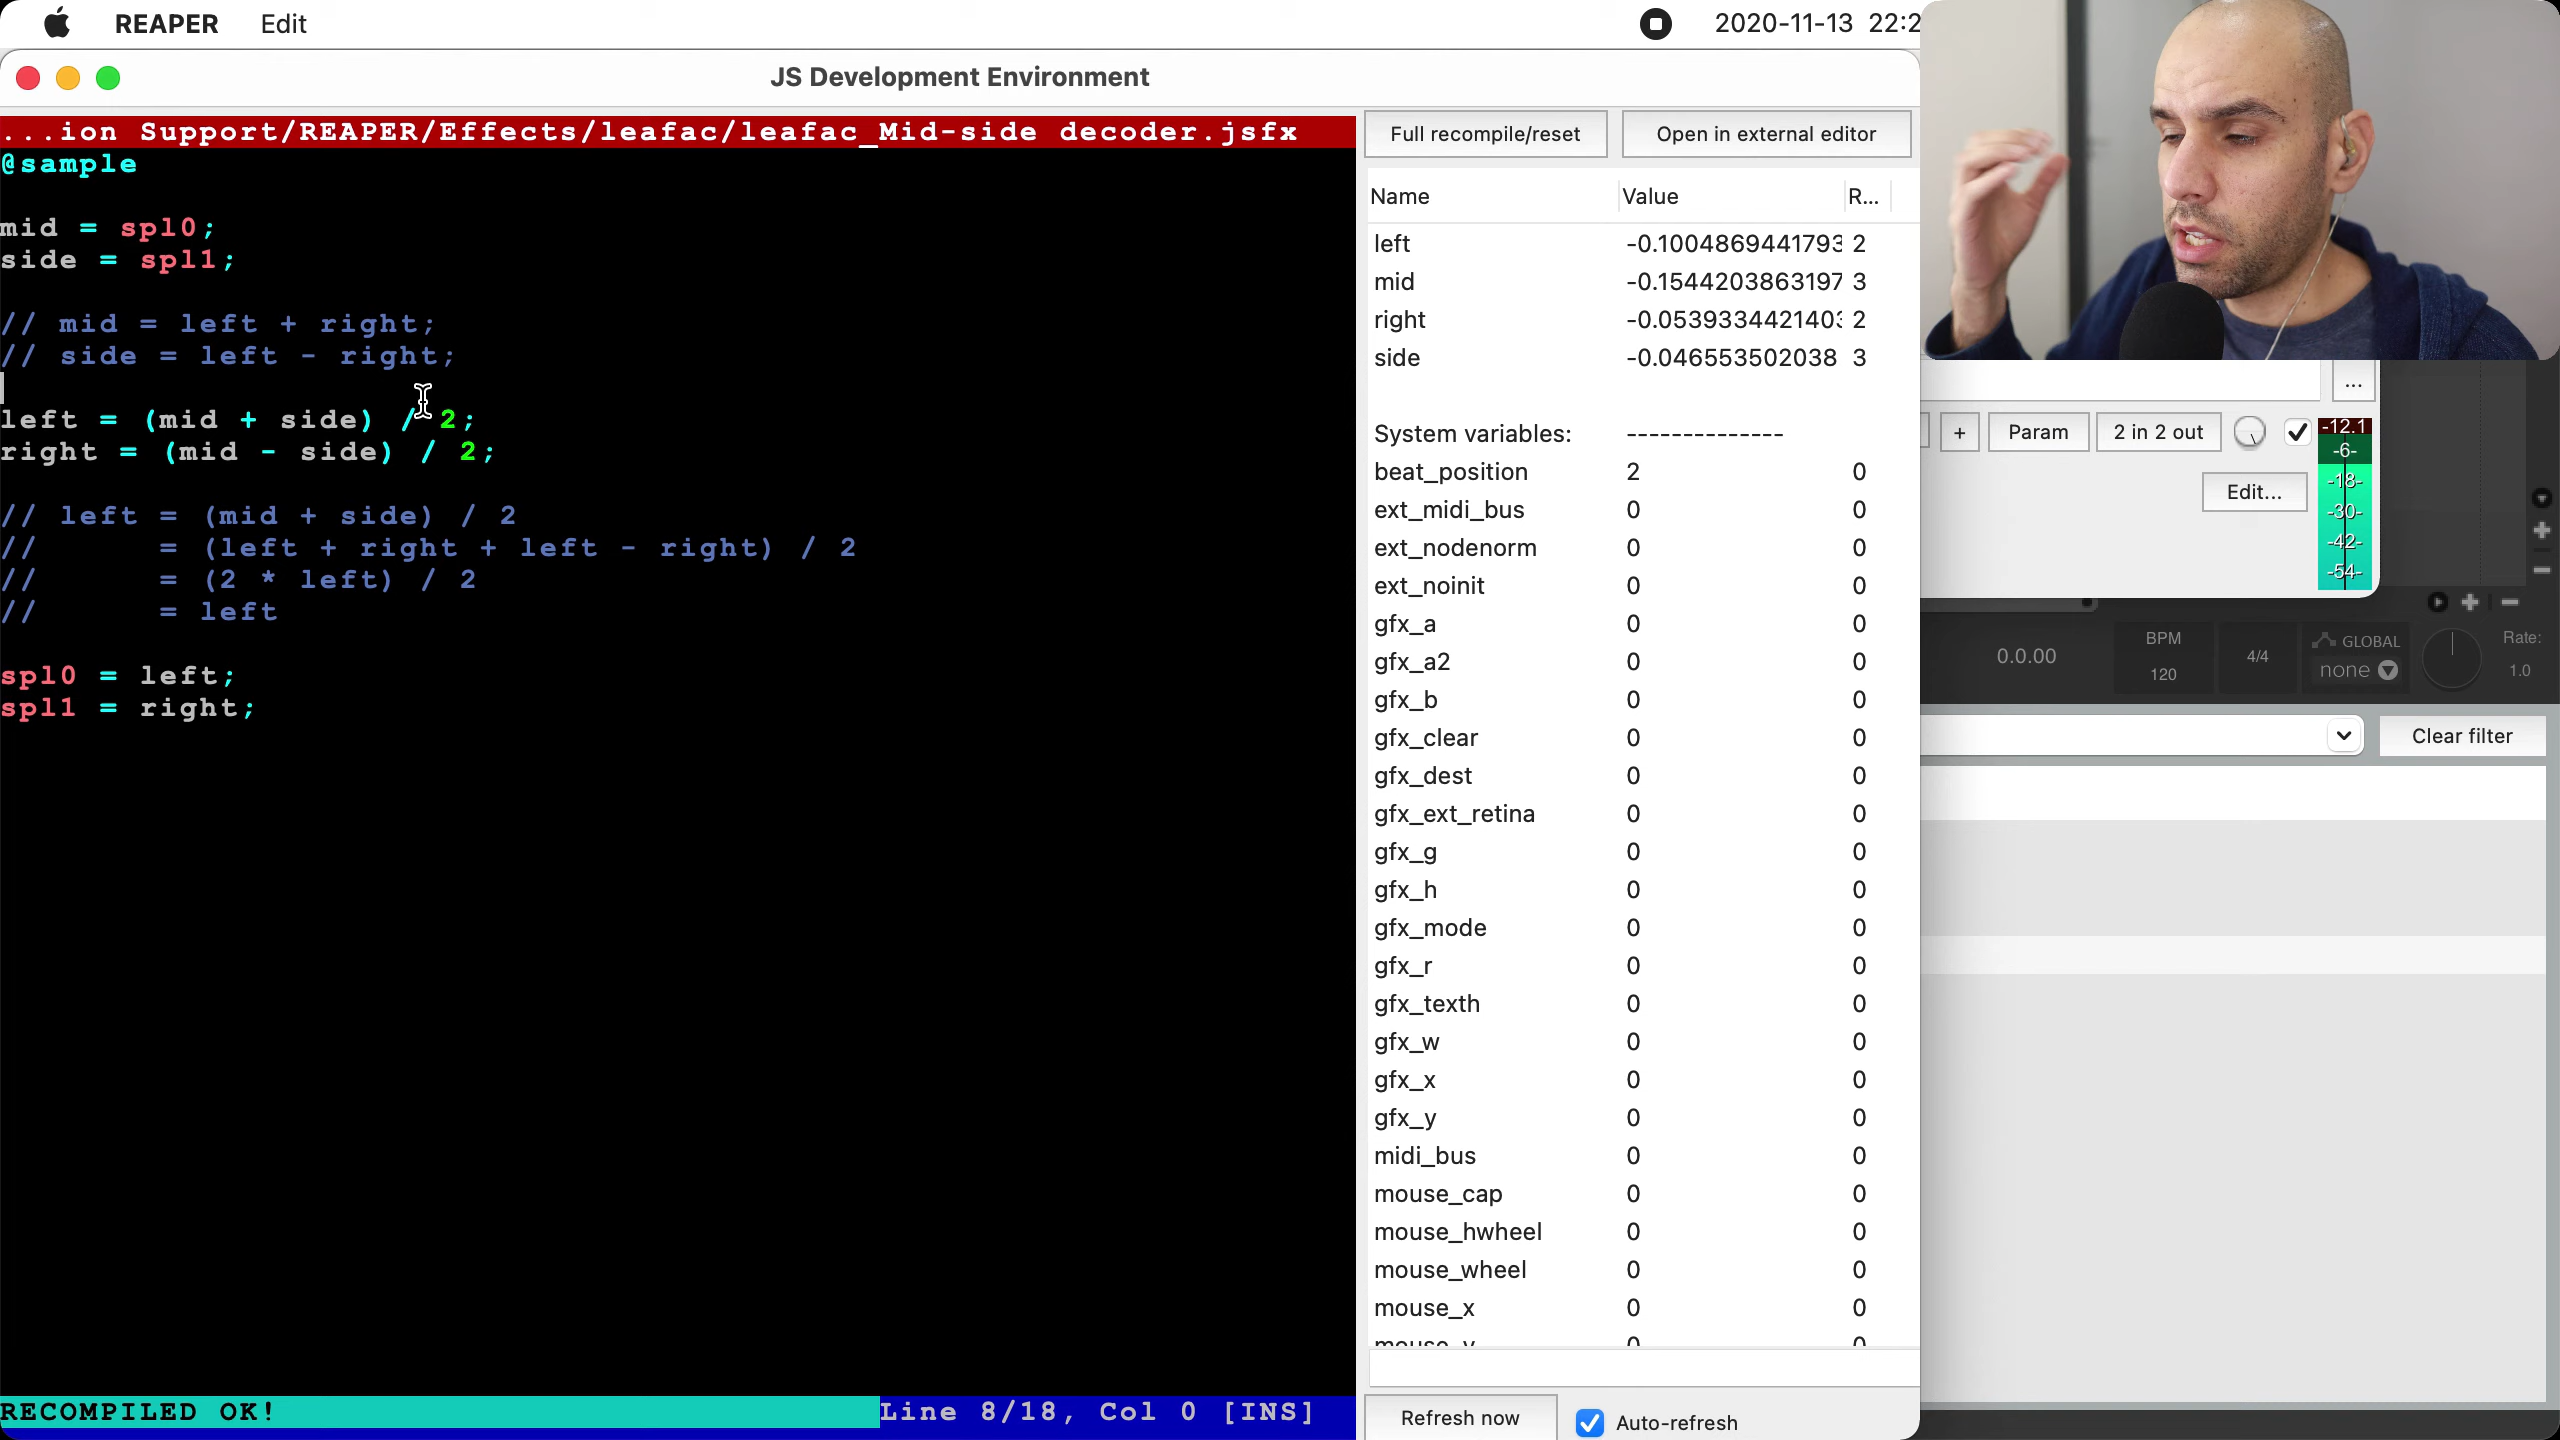 REAPER Edit 2020-11-13 22:2
JS Development Environment
...ion Support/REAPER/Effects/leafac/leafac_Mid-side decoder.jsfx
@sample
mid = spl0;
side = spl1;
// mid = left + right;
// side = left - right;
left = (mid + side) / 2;
right = (mid - side) / 2;
// left = (mid + side) / 2
// = (left + right + left - right) / 2
// = (2 * left) / 2
// = left
spl0 = left;
spl1 = right;
RECOMPILED OK!
Line 8/18, Col 0 [INS]
Full recompile/reset
Open in external editor
Name Value R...
left -0.1004869441793 2
mid -0.1544203863197 3
right -0.0539334421403 2
side -0.046553502038 3
System variables: --------------
beat_position 2 0
ext_midi_bus 0 0
ext_nodenorm 0 0
ext_noinit 0 0
gfx_a 0 0
gfx_a2 0 0
gfx_b 0 0
gfx_clear 0 0
gfx_dest 0 0
gfx_ext_retina 0 0
gfx_g 0 0
gfx_h 0 0
gfx_mode 0 0
gfx_r 0 0
gfx_texth 0 0
gfx_w 0 0
gfx_x 0 0
gfx_y 0 0
midi_bus 0 0
mouse_cap 0 0
mouse_hwheel 0 0
mouse_wheel 0 0
mouse_x 0 0
Refresh now
Auto-refresh
...
+ Param 2 in 2 out
Edit...
-12.1
-6-
-18-
-30-
-42-
-54-
0.0.00
BPM
120
4/4
GLOBAL
none
Rate:
1.0
Clear filter